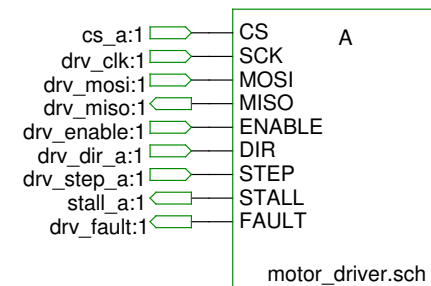 cs_a:1 CS A
drv_clk:1 SCK
drv_mosi:1 MOSI
drv_miso:1 MISO
drv_enable:1 ENABLE
drv_dir_a:1 DIR
drv_step_a:1 STEP
stall_a:1 STALL
drv_fault:1 FAULT
motor_driver.sch